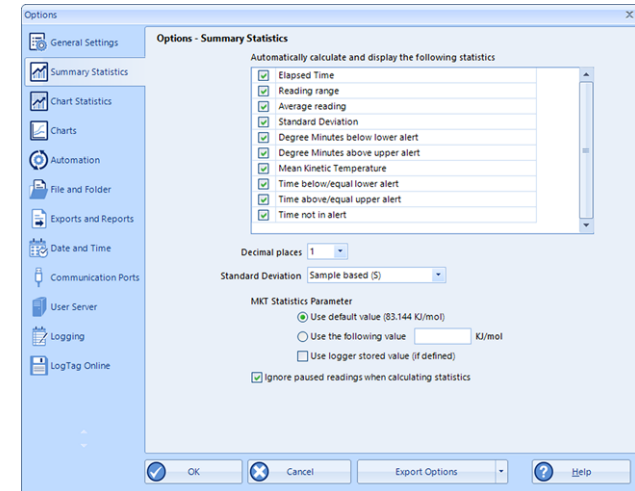 Options
General Settings
Summary Statistics
Chart Statistics
Charts
Automation
File and Folder
Exports and Reports
Date and Time
Communication Ports
User Server
Logging
LogTag Online
Options - Summary Statistics
Automatically calculate and display the following statistics
Elapsed Time
Reading range
Average reading
Standard Deviation
Degree Minutes below lower alert
Degree Minutes above upper alert
Mean Kinetic Temperature
Time below/equal lower alert
Time above/equal upper alert
Time not in alert
Decimal places 1
Standard Deviation Sample based (S)
MKT Statistics Parameter
Use default value (83.144 KJ/mol)
Use the following value KJ/mol
Use logger stored value (if defined)
Ignore paused readings when calculating statistics
OK Cancel Export Options Help